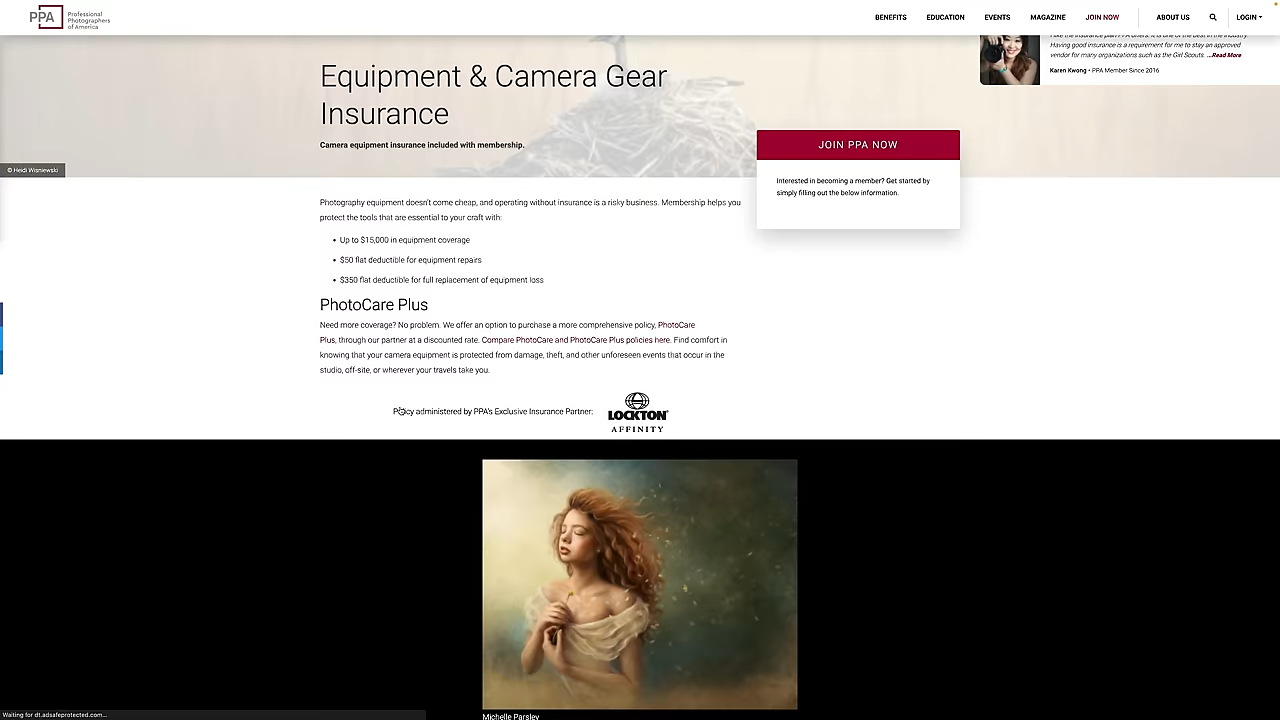 PPA
Professional
Photographers
of America
BENEFITS
EDUCATION
EVENTS
MAGAZINE
JOIN NOW
ABOUT US
LOGIN
I like the insurance plan PPA offers. It is one of the best in the industry.
Having good insurance is a requirement for me to stay an approved
vendor for many organizations such as the Girl Scouts. ...Read More
Karen Kwong • PPA Member Since 2016
Equipment & Camera Gear
Insurance
Camera equipment insurance included with membership.
© Heidi Wisniewski
JOIN PPA NOW
Interested in becoming a member? Get started by
simply filling out the below information.
Photography equipment doesn't come cheap, and operating without insurance is a risky business. Membership helps you
protect the tools that are essential to your craft with:
• Up to $15,000 in equipment coverage
• $50 flat deductible for equipment repairs
• $350 flat deductible for full replacement of equipment loss
PhotoCare Plus
Need more coverage? No problem. We offer an option to purchase a more comprehensive policy, PhotoCare
Plus, through our partner at a discounted rate. Compare PhotoCare and PhotoCare Plus policies here. Find comfort in
knowing that your camera equipment is protected from damage, theft, and other unforeseen events that occur in the
studio, off-site, or wherever your travels take you.
Policy administered by PPA's Exclusive Insurance Partner:
LOCKTON
AFFINITY
Michelle Parsley
Waiting for dt.adsafeprotected.com...